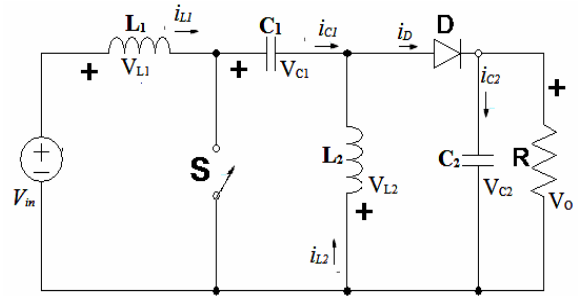 L1
iL1
C1
iC1
iD
D
+
VL1
+
VC1
iC2
+
+
-
Vin
S
L2
VL2
+
iL2
C2
VC2
R
VO